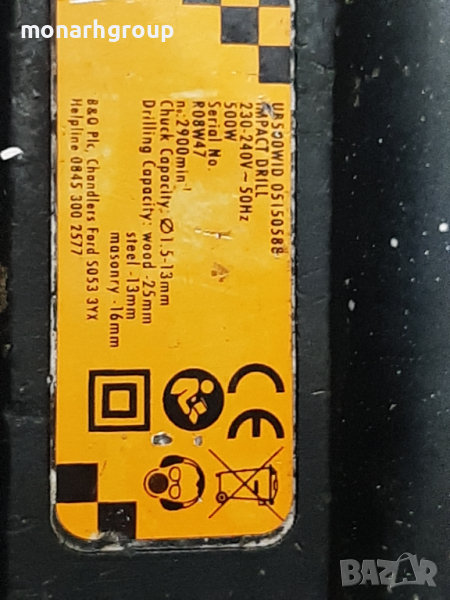 monarhgroup
UB590WID 05150588
IMPACT DRILL
230-240V~50Hz
500W
Serial No.
R08W47
n₀:2900min⁻¹
Chuck Capacity: Ø1.5-13mm
Drilling Capacity: wood -25mm
steel -13mm
masonry -16mm
B&Q Plc, Chandlers Ford SO53 3YX
Helpline 0845 300 2577
CE
BAZAR